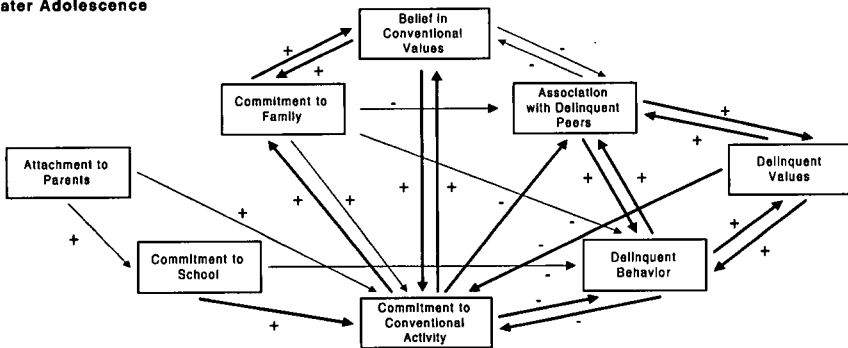 ater Adolescence
Belief in
Conventional
Values
+
+
-
-
Commitment to
Family
-
Association
with Delinquent
Peers
+
+
Attachment to
Parents
Delinquent
Values
+
+
+
+
+
+
-
-
+
+
+
-
-
Commitment to
School
Delinquent
Behavior
+
+
+
Commitment to
Conventional
Activity
-
-